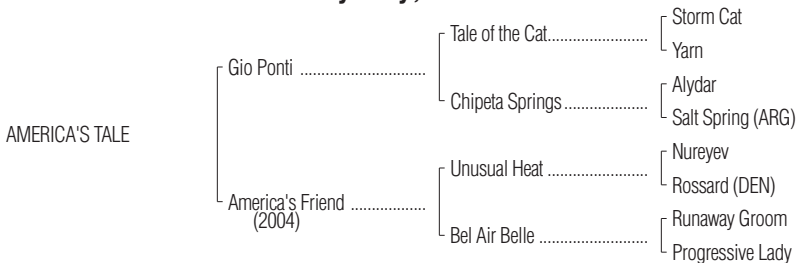 Storm Cat
Tale of the Cat.......................
Yarn
Gio Ponti .............................
Alydar
Chipeta Springs...................
Salt Spring (ARG)
AMERICA'S TALE
Nureyev
Unusual Heat ........................
Rossard (DEN)
America's Friend ..................
(2004)
Runaway Groom
Bel Air Belle .........................
Progressive Lady